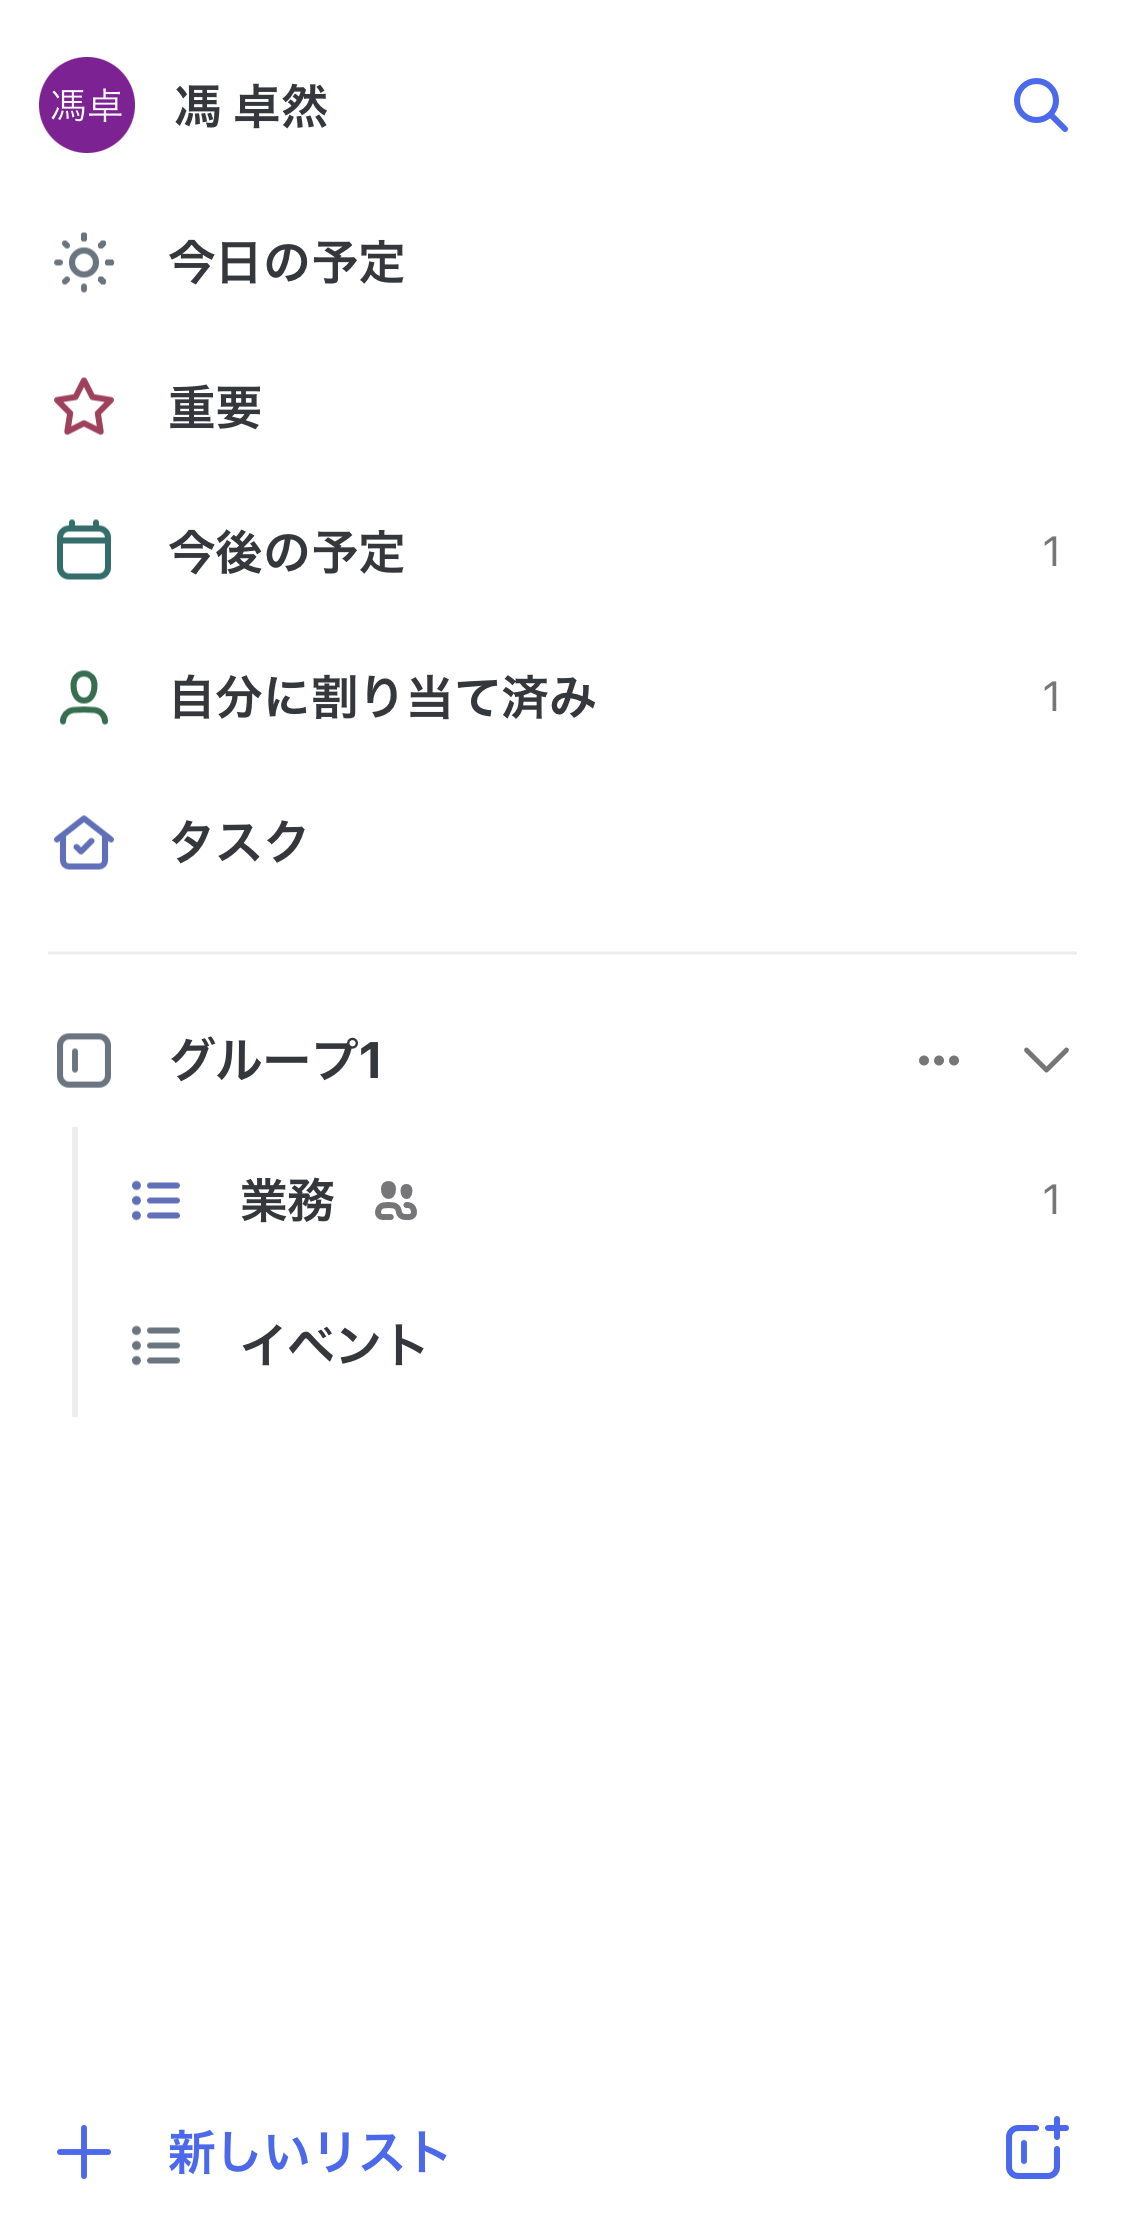 馮卓 馮 卓然
今日の予定
重要
今後の予定 1
自分に割り当て済み 1
タスク
グループ1
業務 1
イベント
新しいリスト